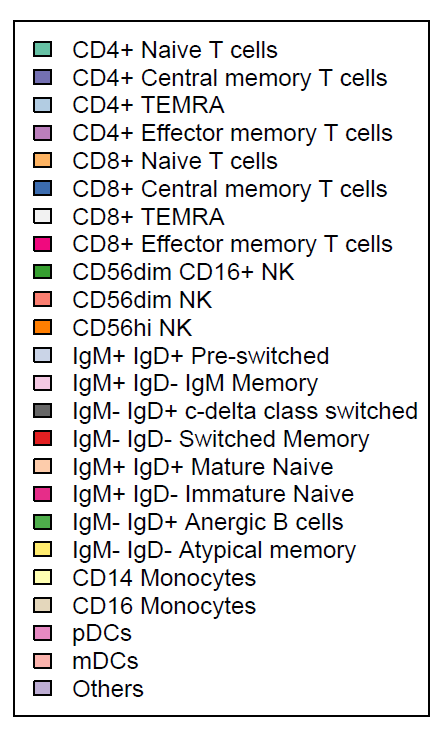 CD4+ Naive T cells
CD4+ Central memory T cells
CD4+ TEMRA
CD4+ Effector memory T cells
CD8+ Naive T cells
CD8+ Central memory T cells
CD8+ TEMRA
CD8+ Effector memory T cells
CD56dim CD16+ NK
CD56dim NK
CD56hi NK
IgM+ IgD+ Pre-switched
IgM+ IgD- IgM Memory
IgM- IgD+ c-delta class switched
IgM- IgD- Switched Memory
IgM+ IgD+ Mature Naive
IgM+ IgD- Immature Naive
IgM- IgD+ Anergic B cells
IgM- IgD- Atypical memory
CD14 Monocytes
CD16 Monocytes
pDCs
mDCs
Others